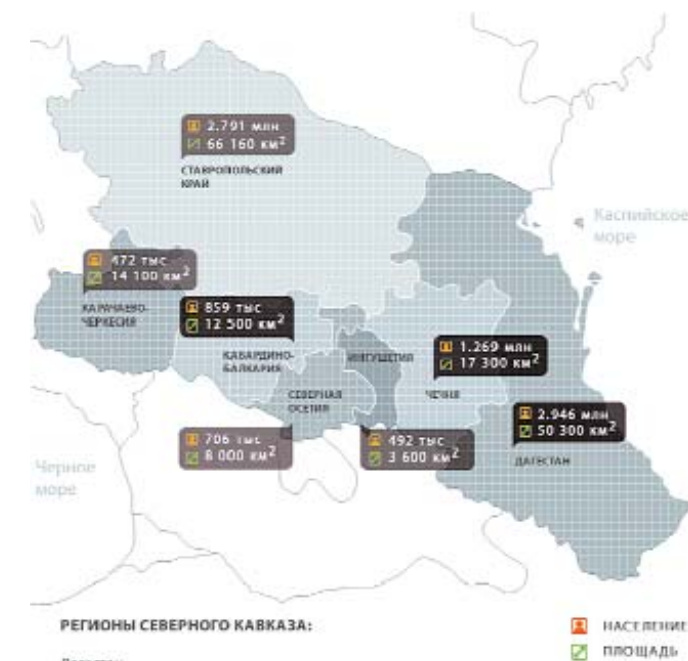 2.791 млн
66 160 км²
СТАВРОПОЛЬСКИЙ
КРАЙ
Каспийское
море
472 тыс
14 100 км²
КАРАЧАЕВО-
ЧЕРКЕСИЯ
859 тыс
12 500 км²
КАБАРДИНО-
БАЛКАРИЯ
ИНГУШЕТИЯ
1.269 млн
17 300 км²
ЧЕЧНЯ
СЕВЕРНАЯ
ОСЕТИЯ
2.946 млн
50 300 км²
ДАГЕСТАН
706 тыс
8 000 км²
492 тыс
3 600 км²
Черное
море
РЕГИОНЫ СЕВЕРНОГО КАВКАЗА:
НАСЕЛЕНИЕ
ПЛОЩАДЬ